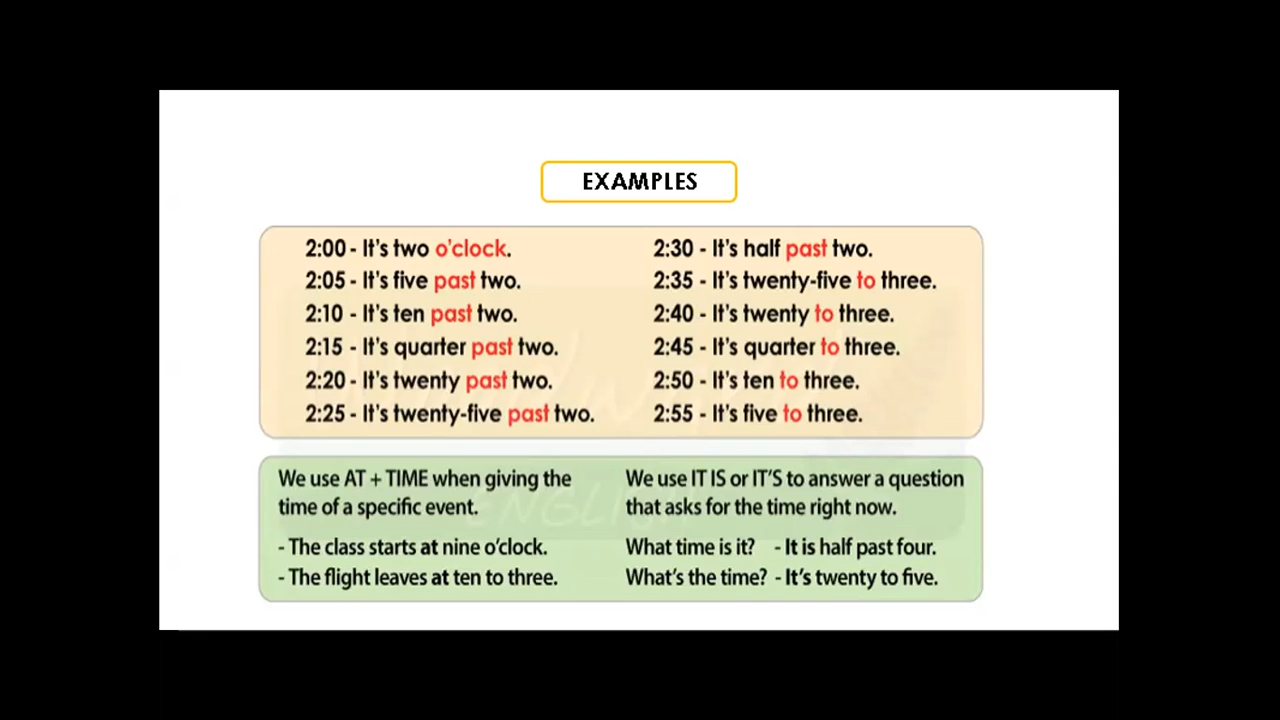 EXAMPLES
2:00 - It's two o'clock.
2:05 - It's five past two.
2:10 - It's ten past two.
2:15 - It's quarter past two.
2:20 - It's twenty past two.
2:25 - It's twenty-five past two.
2:30 - It's half past two.
2:35 - It's twenty-five to three.
2:40 - It's twenty to three.
2:45 - It's quarter to three.
2:50 - It's ten to three.
2:55 - It's five to three.
We use AT + TIME when giving the
time of a specific event.
- The class starts at nine o'clock.
- The flight leaves at ten to three.
We use IT IS or IT'S to answer a question
that asks for the time right now.
What time is it? - It is half past four.
What's the time? - It's twenty to five.
ENGLISH